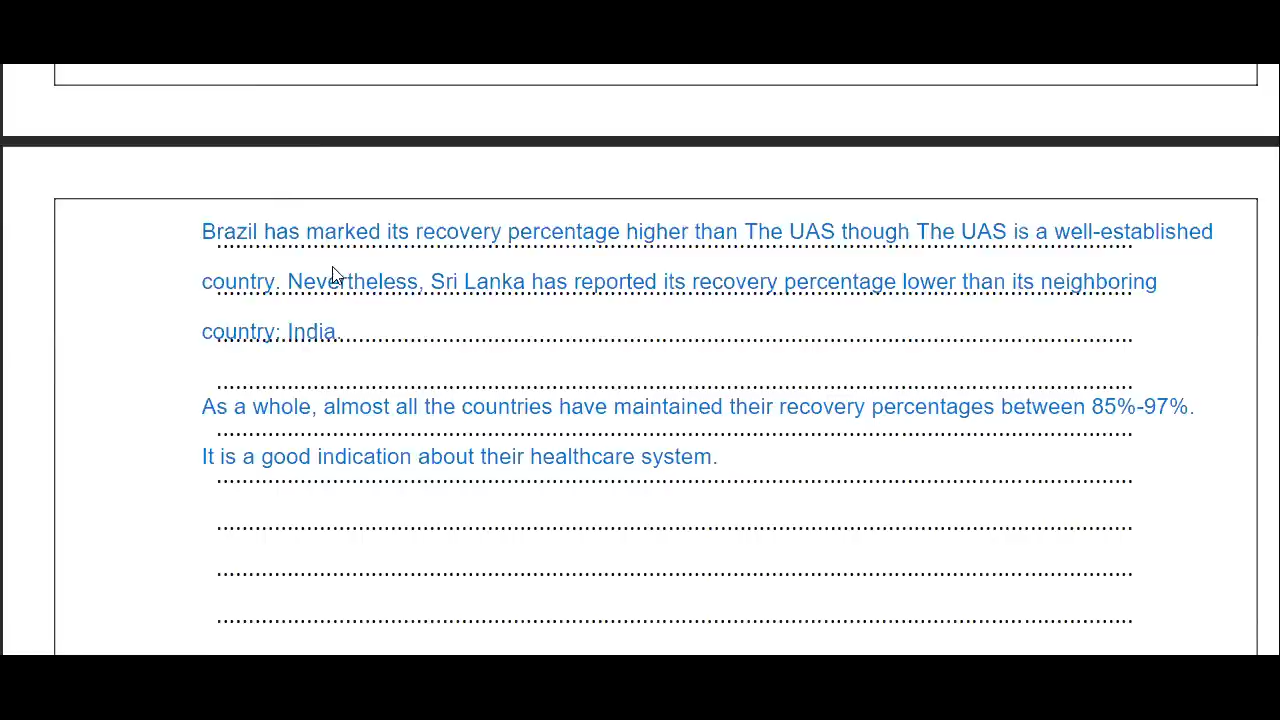 Brazil has marked its recovery percentage higher than The UAS though The UAS is a well-established
country. Nevertheless, Sri Lanka has reported its recovery percentage lower than its neighboring
country; India.
As a whole, almost all the countries have maintained their recovery percentages between 85%-97%.
It is a good indication about their healthcare system.